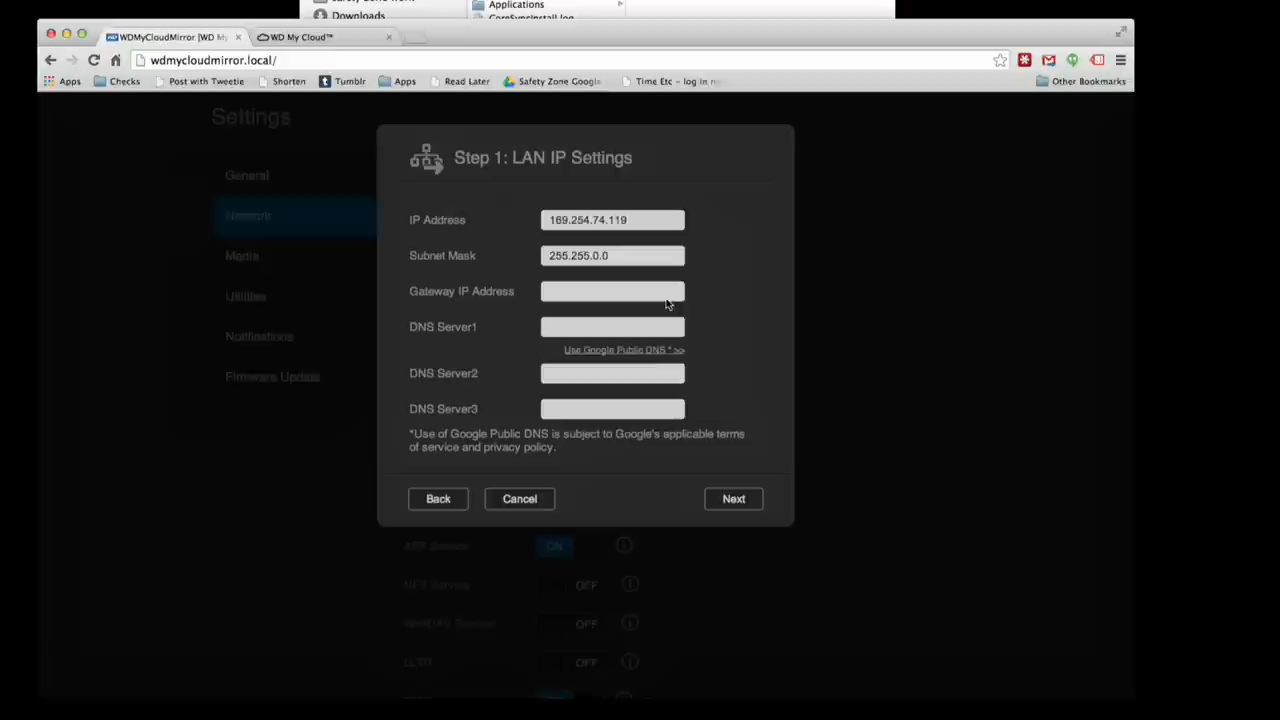 Applications
Downloads
CoreSyncInstall.log
WDMyCloudMirror [WD My
WD My Cloud™
wdmycloudmirror.local/
Apps
Checks
Post with Tweetie
Shorten
Tumblr
Apps
Read Later
Safety Zone Google
Time Etc – log in
Other Bookmarks
Settings
General
Network
Media
Utilities
Notifications
Firmware Update
Step 1: LAN IP Settings
IP Address
169.254.74.119
Subnet Mask
255.255.0.0
Gateway IP Address
DNS Server1
Use Google Public DNS * >>
DNS Server2
DNS Server3
*Use of Google Public DNS is subject to Google's applicable terms
of service and privacy policy.
Back
Cancel
Next
ON
OFF
OFF
OFF